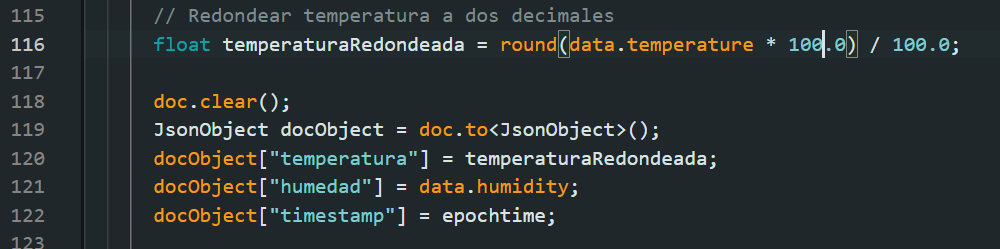 115 // Redondear temperatura a dos decimales
116 float temperaturaRedondeada = round(data.temperature * 100.0) / 100.0;
117
118 doc.clear();
119 JsonObject docObject = doc.to<JsonObject>();
120 docObject["temperatura"] = temperaturaRedondeada;
121 docObject["humedad"] = data.humidity;
122 docObject["timestamp"] = epochtime;
123